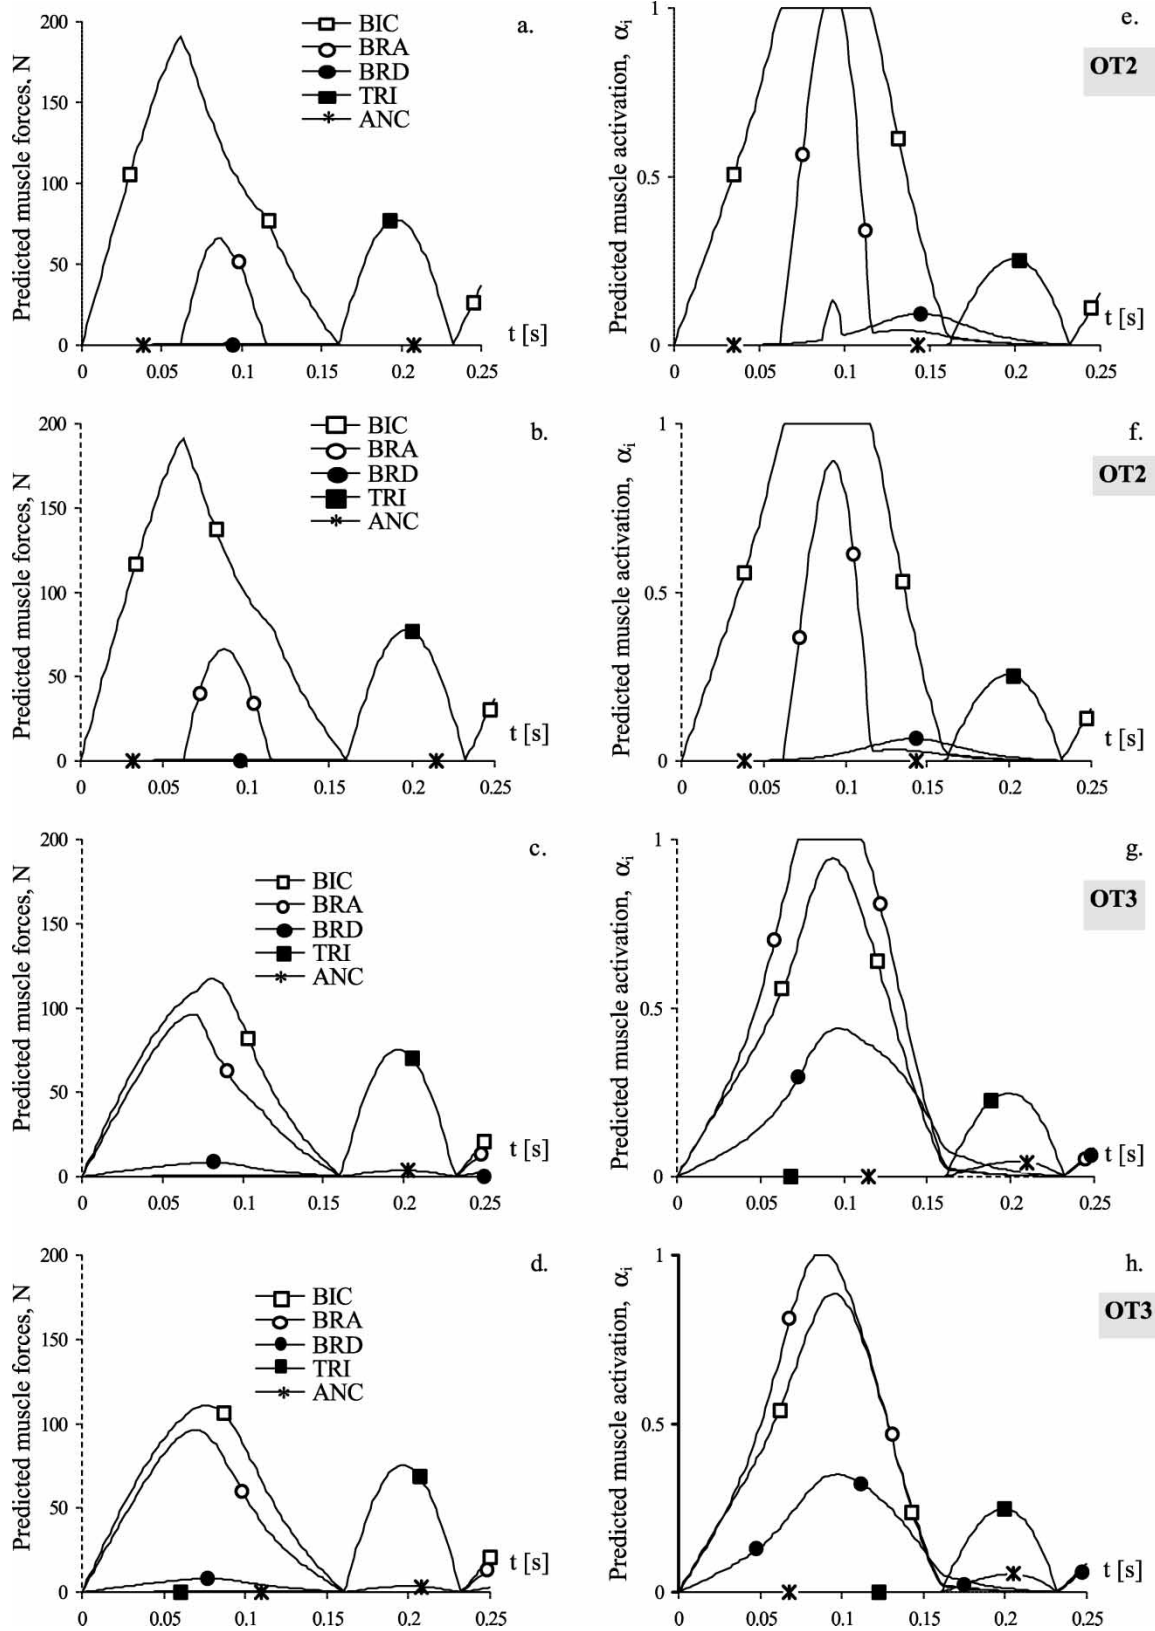 a.
Predicted muscle forces, N
200
150
100
50
0
BIC
BRA
BRD
TRI
ANC
t [s]
0 0.05 0.1 0.15 0.2 0.25
e.
OT2
Predicted muscle activation, αi
1
0.5
0
t [s]
0 0.05 0.1 0.15 0.2 0.25
b.
Predicted muscle forces, N
200
150
100
50
0
BIC
BRA
BRD
TRI
ANC
t [s]
0 0.05 0.1 0.15 0.2 0.25
f.
OT2
Predicted muscle activation, αi
1
0.5
0
t [s]
0 0.05 0.1 0.15 0.2 0.25
c.
Predicted muscle forces, N
200
150
100
50
0
BIC
BRA
BRD
TRI
ANC
t [s]
0 0.05 0.1 0.15 0.2 0.25
g.
OT3
Predicted muscle activation, αi
1
0.5
0
t [s]
0 0.05 0.1 0.15 0.2 0.25
d.
Predicted muscle forces, N
200
150
100
50
0
BIC
BRA
BRD
TRI
ANC
t [s]
0 0.05 0.1 0.15 0.2 0.25
h.
OT3
Predicted muscle activation, αi
1
0.5
0
t [s]
0 0.05 0.1 0.15 0.2 0.25